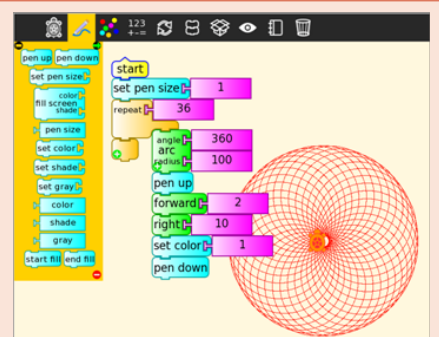 123
+-=
pen up pen down
set pen size
color
fill screen
shade
pen size
set color
set shade
set gray
color
shade
gray
start fill end fill
start
set pen size 1
repeat 36
angle 360
arc
radius 100
pen up
forward 2
right 10
set color 1
pen down